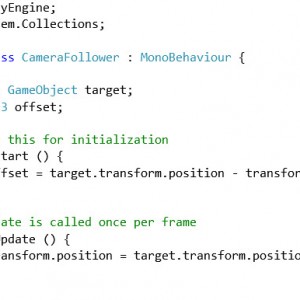 yEngine;
em.Collections;
ss CameraFollower : MonoBehaviour {
GameObject target;
3 offset;
this for initialization
tart () {
ffset = target.transform.position - transfor
ate is called once per frame
pdate () {
ansform.position = target.transform.positio